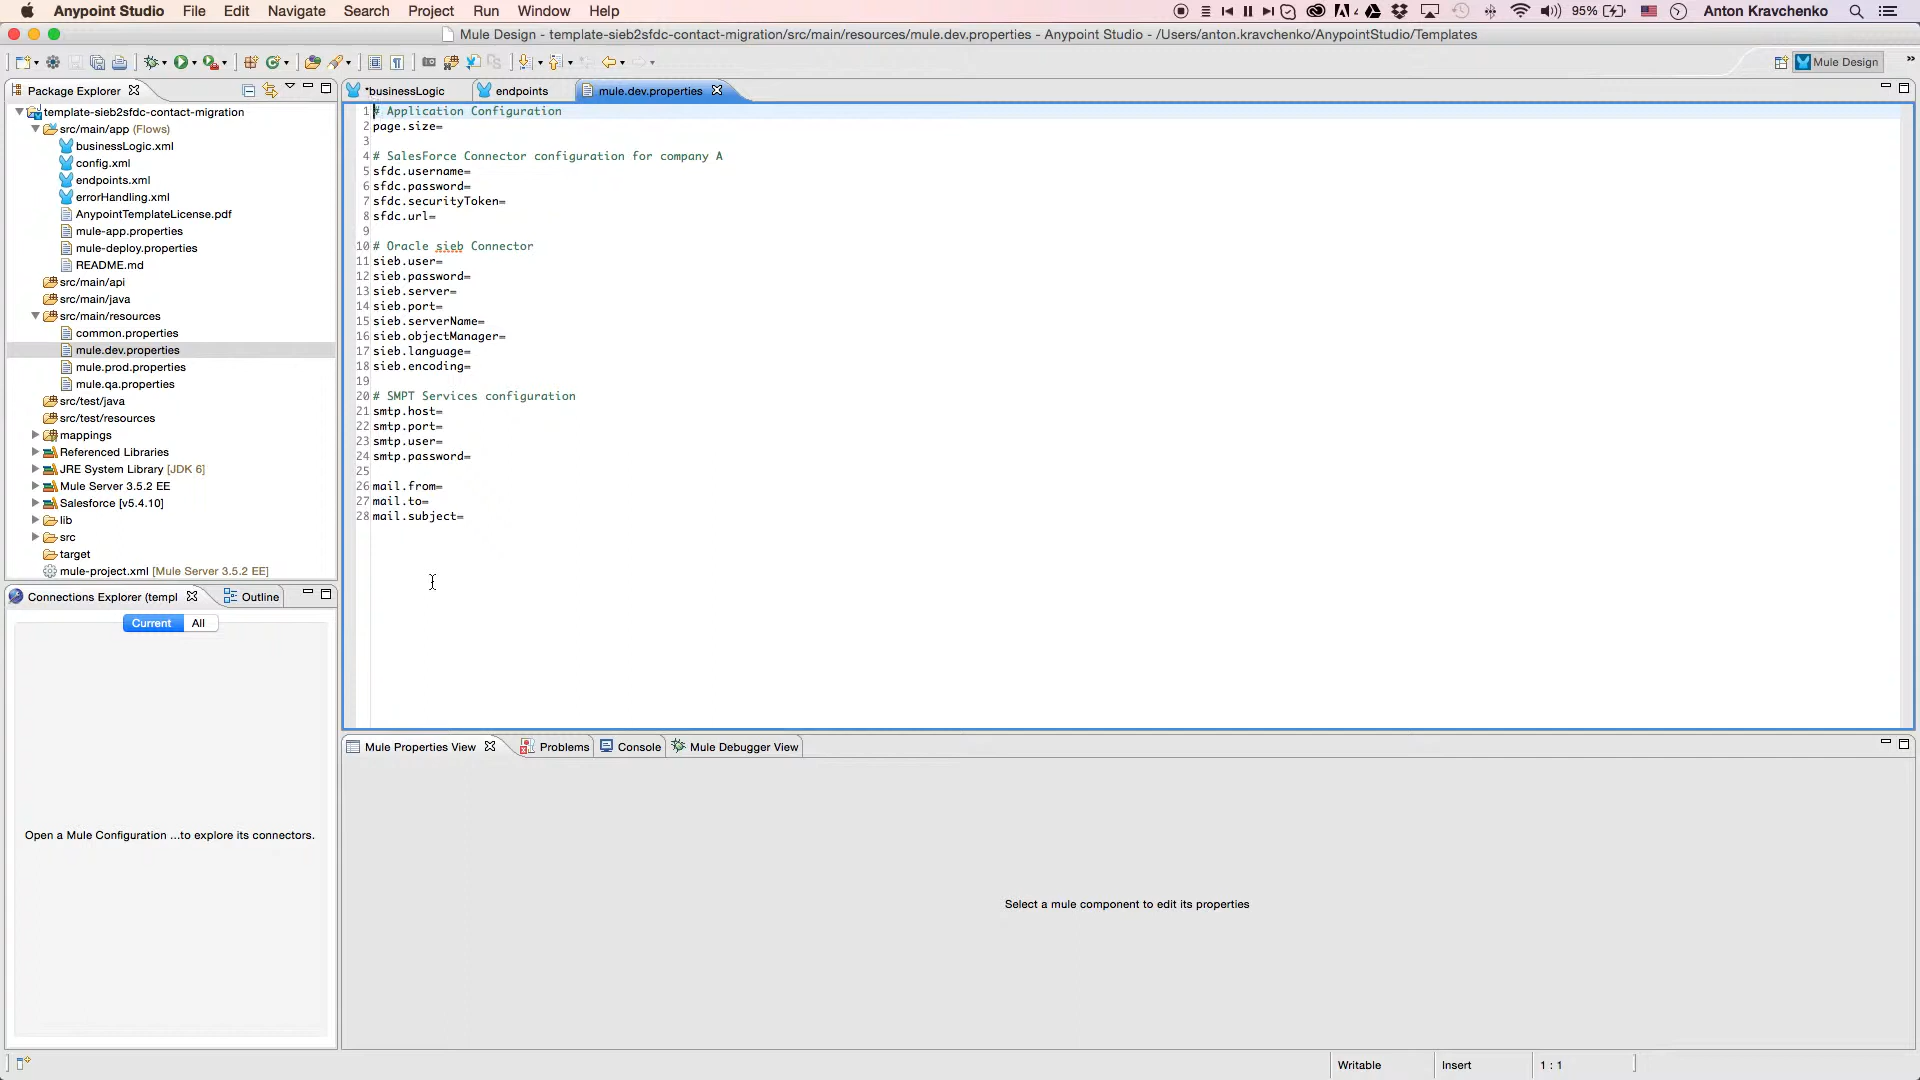 Anypoint Studio File Edit Navigate Search Project Run Window Help 4 95% Anton Kravchenko
Mule Design - template-sieb2sfdc-contact-migration/src/main/resources/mule.dev.properties - Anypoint Studio - /Users/anton.kravchenko/AnypointStudio/Templates
Mule Design
Package Explorer
template-sieb2sfdc-contact-migration
src/main/app (Flows)
businessLogic.xml
config.xml
endpoints.xml
errorHandling.xml
AnypointTemplateLicense.pdf
mule-app.properties
mule-deploy.properties
README.md
src/main/api
src/main/java
src/main/resources
common.properties
mule.dev.properties
mule.prod.properties
mule.qa.properties
src/test/java
src/test/resources
mappings
Referenced Libraries
JRE System Library [JDK 6]
Mule Server 3.5.2 EE
Salesforce [v5.4.10]
lib
src
target
mule-project.xml [Mule Server 3.5.2 EE]
*businessLogic endpoints mule.dev.properties
1 # Application Configuration
2 page.size=
3
4 # SalesForce Connector configuration for company A
5 sfdc.username=
6 sfdc.password=
7 sfdc.securityToken=
8 sfdc.url=
9
10 # Oracle sieb Connector
11 sieb.user=
12 sieb.password=
13 sieb.server=
14 sieb.port=
15 sieb.serverName=
16 sieb.objectManager=
17 sieb.language=
18 sieb.encoding=
19
20 # SMPT Services configuration
21 smtp.host=
22 smtp.port=
23 smtp.user=
24 smtp.password=
25
26 mail.from=
27 mail.to=
28 mail.subject=
Connections Explorer (templ Outline
Current All
Open a Mule Configuration ...to explore its connectors.
Mule Properties View Problems Console Mule Debugger View
Select a mule component to edit its properties
Writable Insert 1 : 1